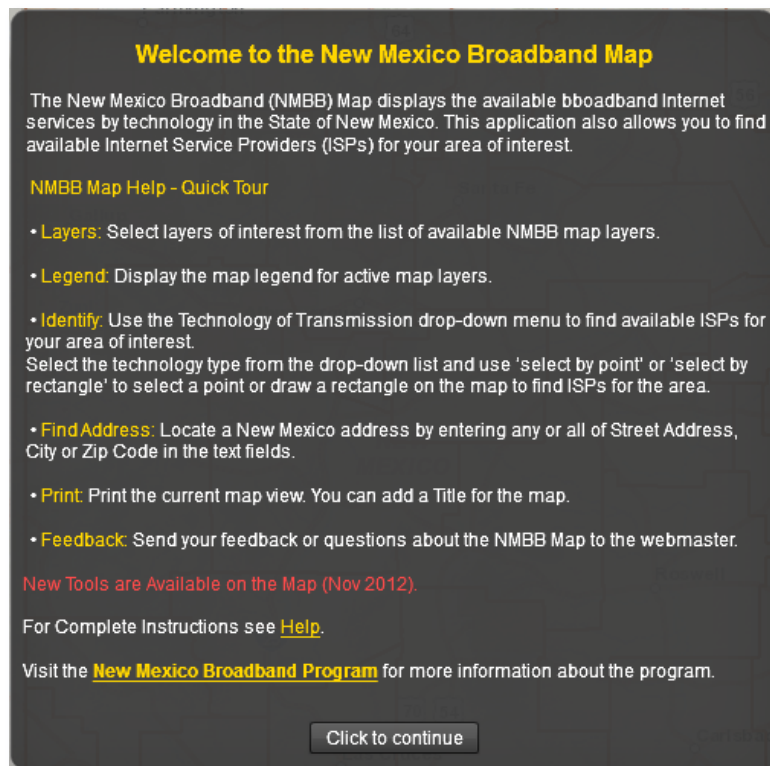 Welcome to the New Mexico Broadband Map
The New Mexico Broadband (NMBB) Map displays the available bboadband Internet
services by technology in the State of New Mexico. This application also allows you to find
available Internet Service Providers (ISPs) for your area of interest.
NMBB Map Help - Quick Tour
• Layers: Select layers of interest from the list of available NMBB map layers.
• Legend: Display the map legend for active map layers.
• Identify: Use the Technology of Transmission drop-down menu to find available ISPs for
your area of interest.
Select the technology type from the drop-down list and use 'select by point' or 'select by
rectangle' to select a point or draw a rectangle on the map to find ISPs for the area.
• Find Address: Locate a New Mexico address by entering any or all of Street Address,
City or Zip Code in the text fields.
MEXICO
• Print: Print the current map view. You can add a Title for the map.
• Feedback: Send your feedback or questions about the NMBB Map to the webmaster.
Roswell
New Tools are Available on the Map (Nov 2012).
For Complete Instructions see Help.
Visit the New Mexico Broadband Program for more information about the program.
Click to continue